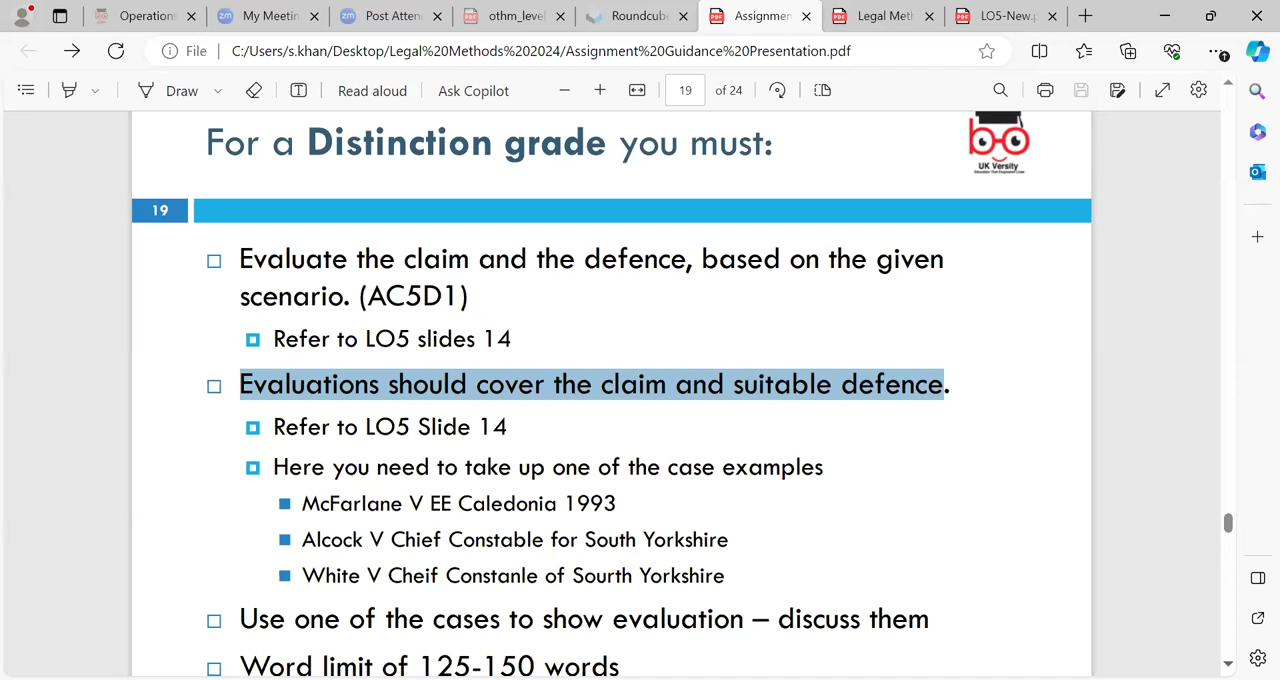 Operations
My Meetin
Post Atten
othm_level
Roundcube
Assignmen
Legal Meth
LO5-New.p
File
C:/Users/s.khan/Desktop/Legal%20Methods%202024/Assignment%20Guidance%20Presentation.pdf
Draw
Read aloud
Ask Copilot
19
of 24
For a Distinction grade you must:
UK Versity
19
Evaluate the claim and the defence, based on the given
scenario. (AC5D1)
Refer to LO5 slides 14
Evaluations should cover the claim and suitable defence.
Refer to LO5 Slide 14
Here you need to take up one of the case examples
McFarlane V EE Caledonia 1993
Alcock V Chief Constable for South Yorkshire
White V Cheif Constanle of Sourth Yorkshire
Use one of the cases to show evaluation – discuss them
Word limit of 125-150 words